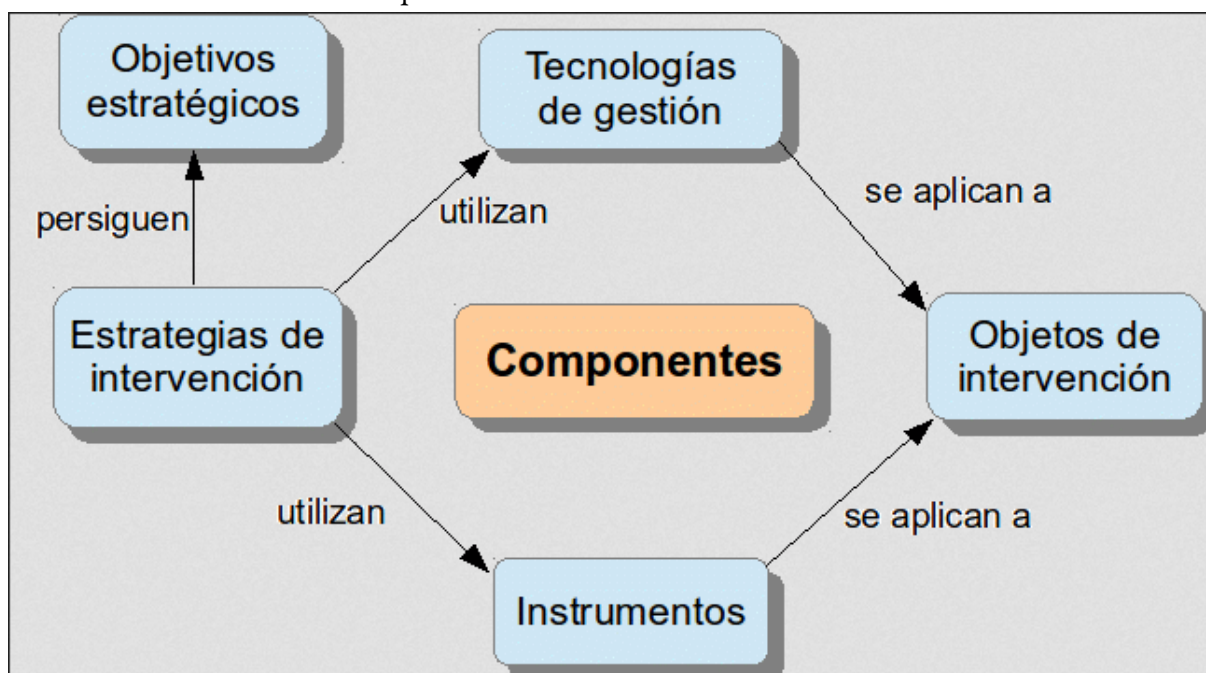 Objetivos
estratégicos
Tecnologías
de gestión
persiguen
utilizan
se aplican a
Estrategias de
intervención
Componentes
Objetos de
intervención
utilizan
se aplican a
Instrumentos